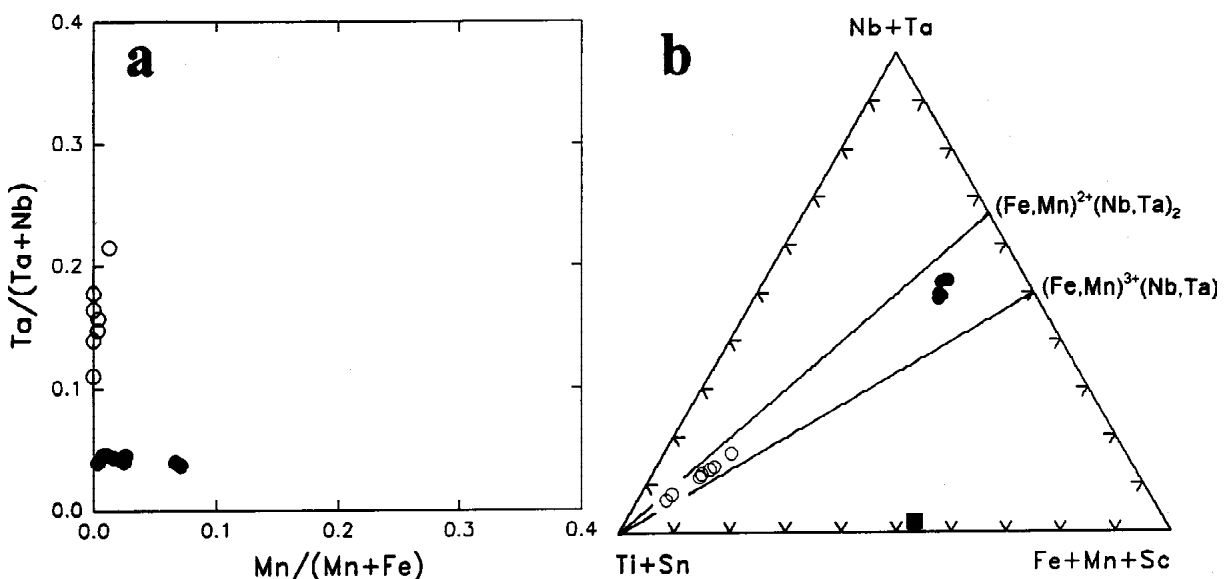 a
0.4
0.3
0.2
0.1
0.0
Ta/(Ta+Nb)
0.0 0.1 0.2 0.3 0.4
Mn/(Mn+Fe)
b
Nb+Ta
(Fe,Mn)²⁺(Nb,Ta)₂
(Fe,Mn)³⁺(Nb,Ta)
Ti+Sn
Fe+Mn+Sc